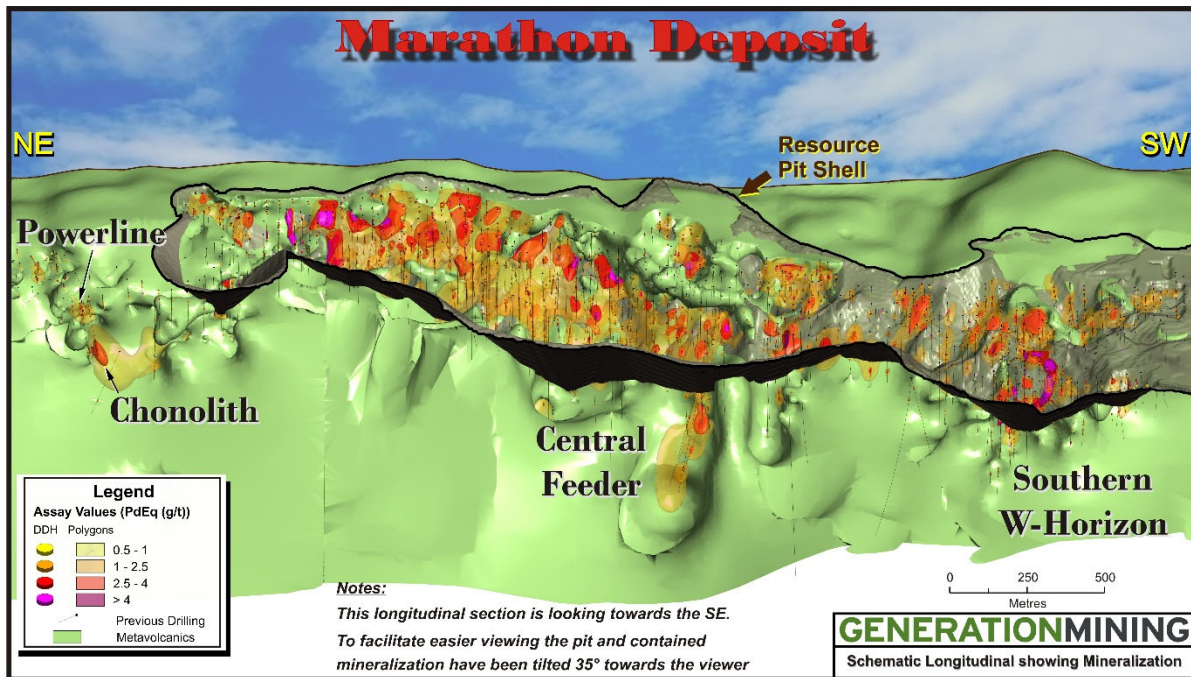 Marathon Deposit
NE
SW
Resource
Pit Shell
Powerline
Chonolith
Central
Feeder
Southern
W-Horizon
Legend
Assay Values (PdEq (g/t))
DDH Polygons
0.5 - 1
1 - 2.5
2.5 - 4
> 4
Previous Drilling
Metavolcanics
Notes:
This longitudinal section is looking towards the SE.
To facilitate easier viewing the pit and contained
mineralization have been tilted 35° towards the viewer
0 250 500
Metres
GENERATIONMINING
Schematic Longitudinal showing Mineralization